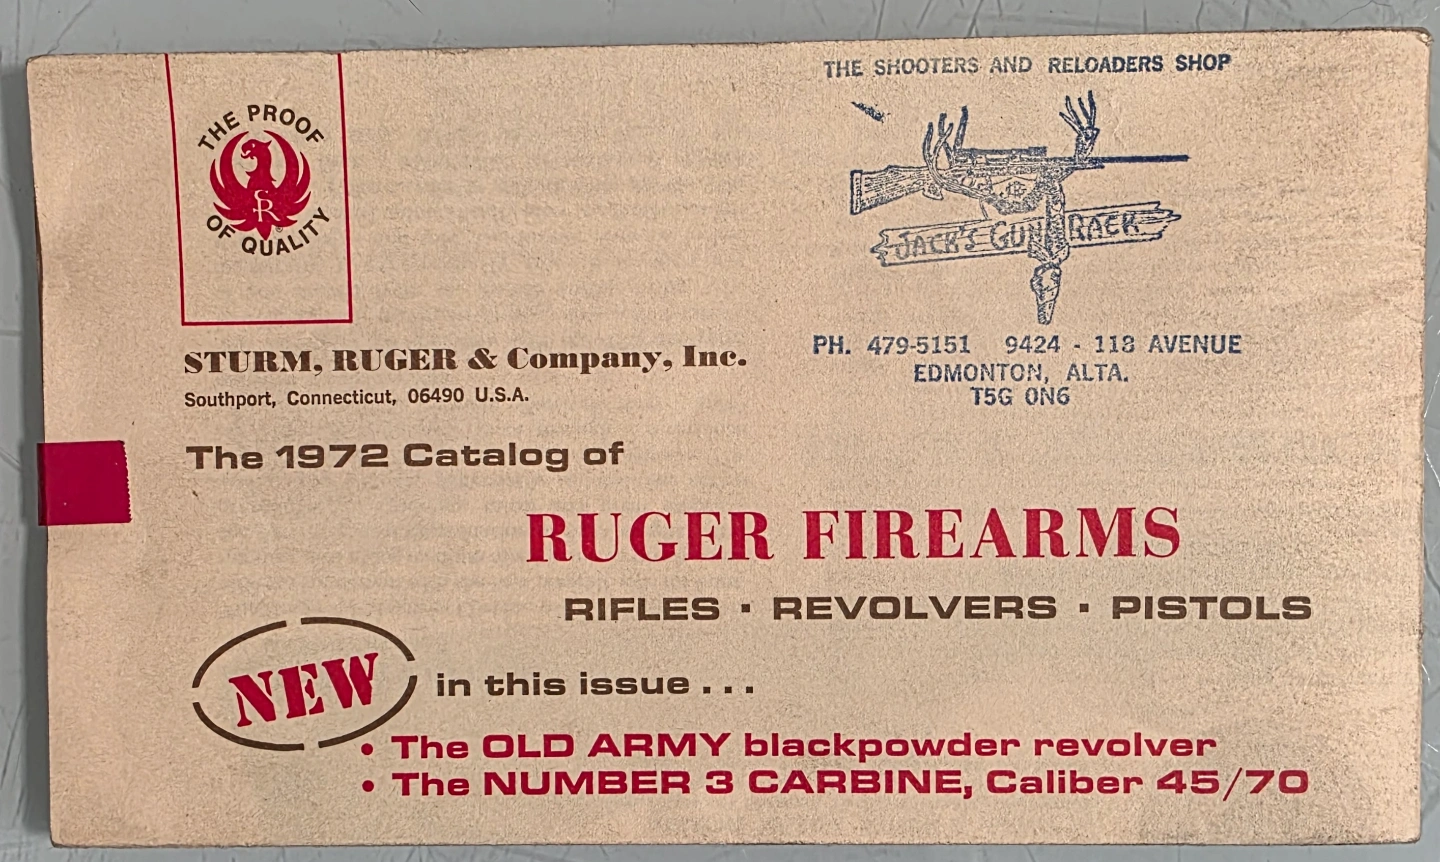 THE PROOF
OF QUALITY
SR
®
STURM, RUGER & Company, Inc.
Southport, Connecticut, 06490 U.S.A.
THE SHOOTERS AND RELOADERS SHOP
JACK'S GUN RACK
PH. 479-5151 9424 - 118 AVENUE
EDMONTON, ALTA.
T5G 0N6
The 1972 Catalog of
RUGER FIREARMS
RIFLES · REVOLVERS · PISTOLS
NEW in this issue . . .
• The OLD ARMY blackpowder revolver
• The NUMBER 3 CARBINE, Caliber 45/70